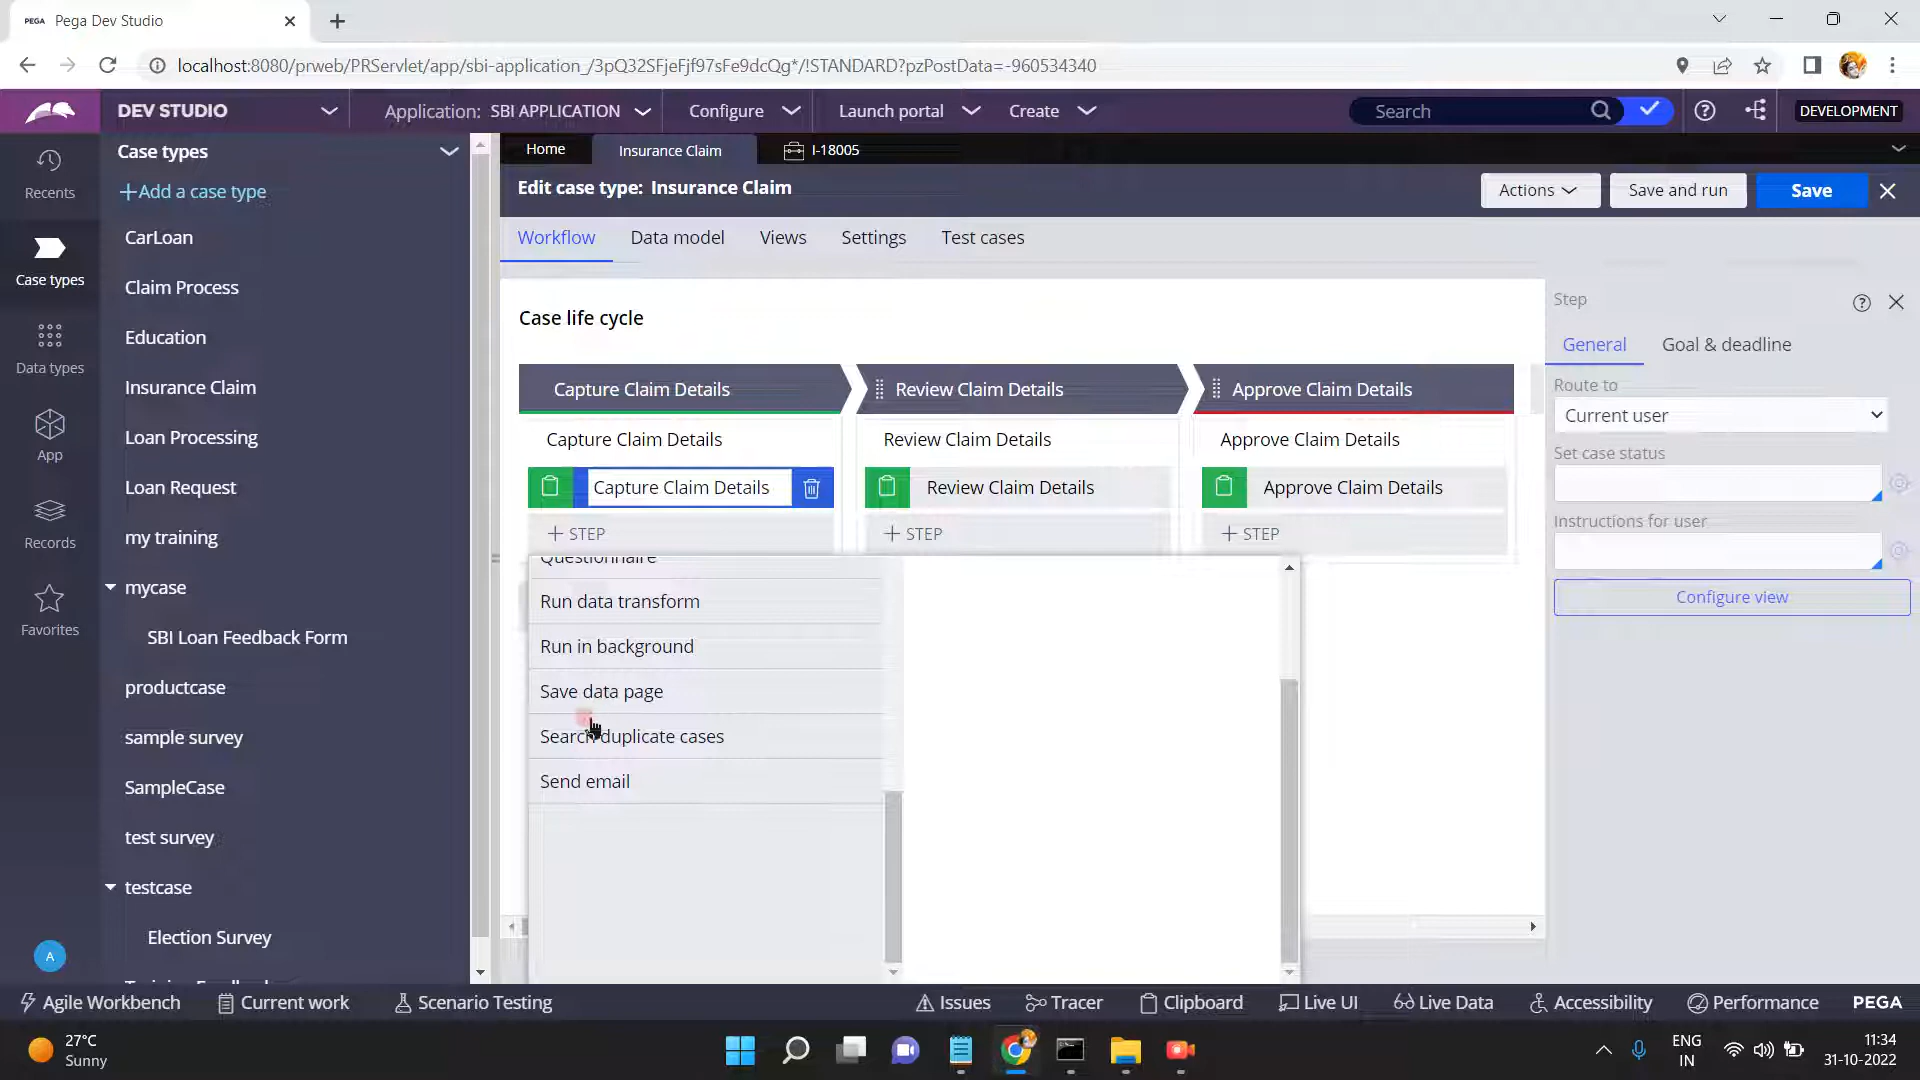 PEGA Pega Dev Studio
localhost:8080/prweb/PRServlet/app/sbi-application_/3pQ32SFjeFjf97sFe9dcQg*/!STANDARD?pzPostData=-960534340
DEV STUDIO
Application: SBI APPLICATION
Configure
Launch portal
Create
Search
DEVELOPMENT
Recents
Case types
Data types
App
Records
Favorites
A
Case types
+Add a case type
CarLoan
Claim Process
Education
Insurance Claim
Loan Processing
Loan Request
my training
mycase
SBI Loan Feedback Form
productcase
sample survey
SampleCase
test survey
testcase
Election Survey
Home
Insurance Claim
I-18005
Edit case type: Insurance Claim
Actions
Save and run
Save
Workflow
Data model
Views
Settings
Test cases
Case life cycle
Capture Claim Details
Review Claim Details
Approve Claim Details
Capture Claim Details
Review Claim Details
Approve Claim Details
Capture Claim Details
Review Claim Details
Approve Claim Details
+ STEP
+ STEP
+ STEP
Questionnaire
Run data transform
Run in background
Save data page
Search duplicate cases
Send email
Step
General
Goal & deadline
Route to
Current user
Set case status
Instructions for user
Configure view
Agile Workbench
Current work
Scenario Testing
Issues
Tracer
Clipboard
Live UI
Live Data
Accessibility
Performance
PEGA
27°C
Sunny
ENG
IN
11:34
31-10-2022